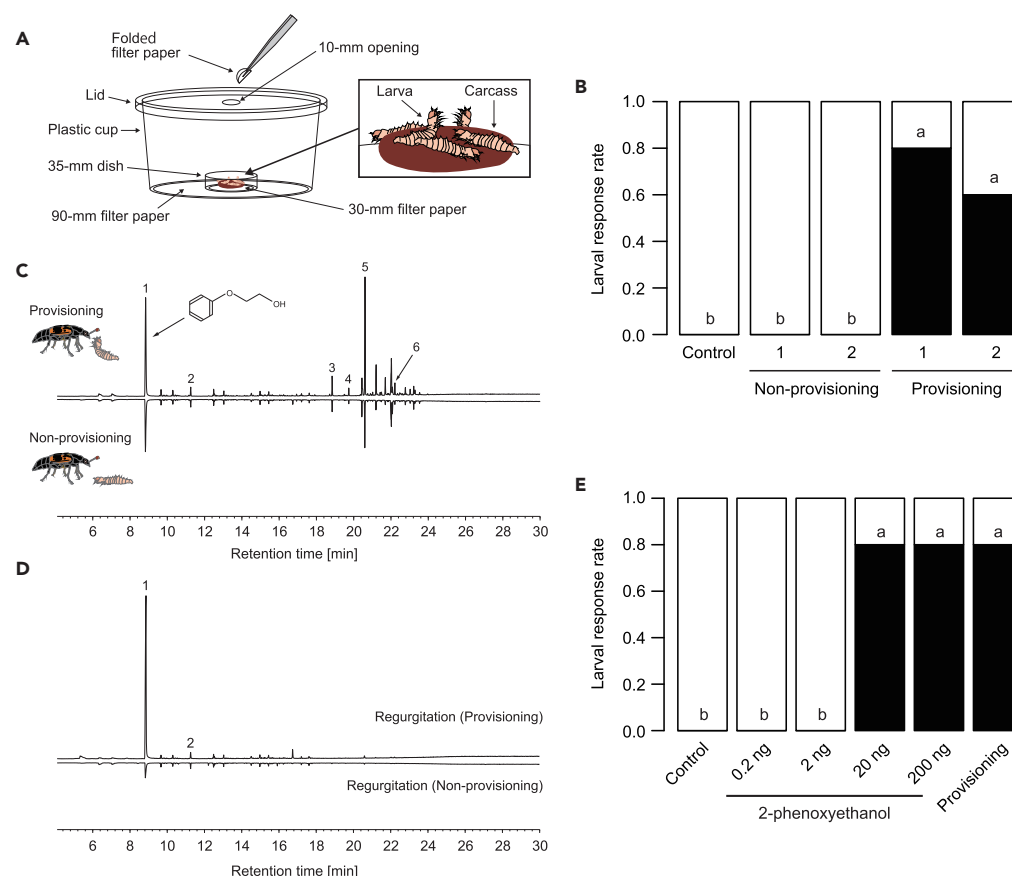 A
Folded
filter paper
10-mm opening
Lid
Plastic cup
35-mm dish
90-mm filter paper
30-mm filter paper
Larva
Carcass
B
Larval response rate
1.0
0.8
0.6
0.4
0.2
0.0
b
b
b
a
a
Control
1
2
1
2
Non-provisioning
Provisioning
C
Provisioning
Non-provisioning
1
2
3
4
5
6
O
OH
6 8 10 12 14 16 18 20 22 24 26 28 30
Retention time [min]
D
1
2
Regurgitation (Provisioning)
Regurgitation (Non-provisioning)
6 8 10 12 14 16 18 20 22 24 26 28 30
Retention time [min]
E
Larval response rate
1.0
0.8
0.6
0.4
0.2
0.0
b
b
b
a
a
a
Control
0.2 ng
2 ng
20 ng
200 ng
Provisioning
2-phenoxyethanol